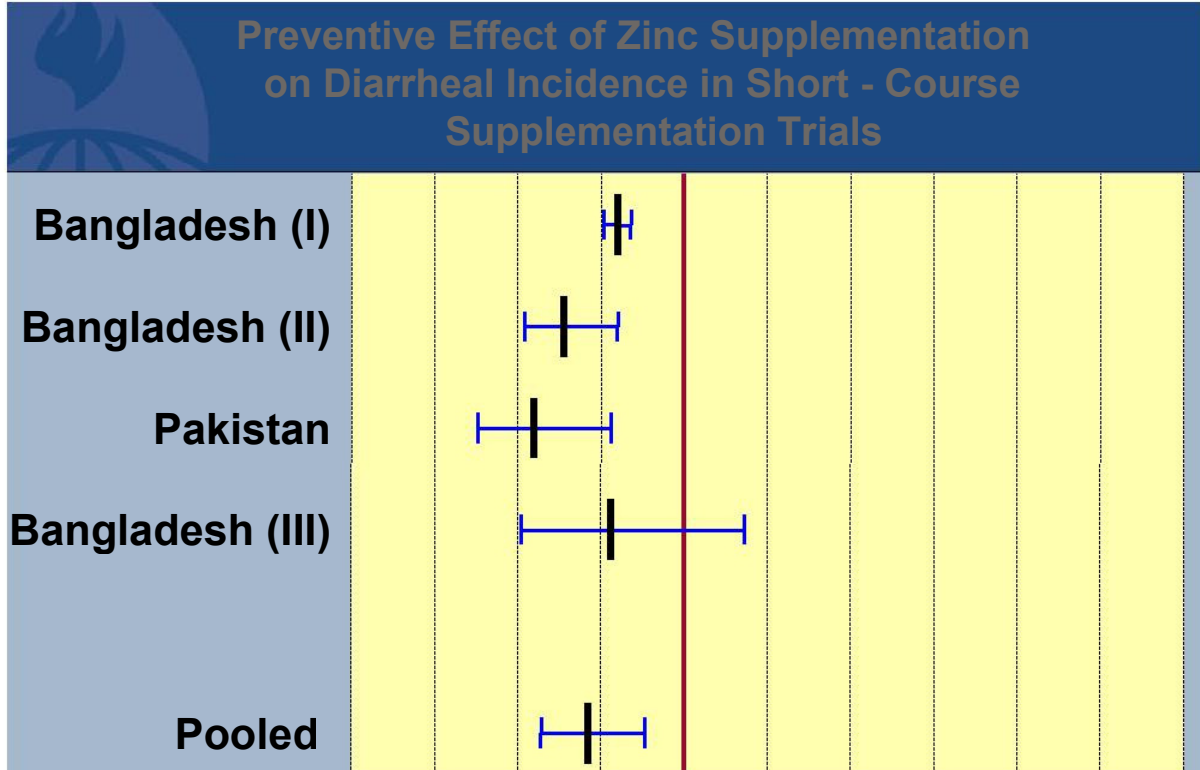 Preventive Effect of Zinc Supplementation
on Diarrheal Incidence in Short - Course
Supplementation Trials
Bangladesh (I)
Bangladesh (II)
Pakistan
Bangladesh (III)
Pooled